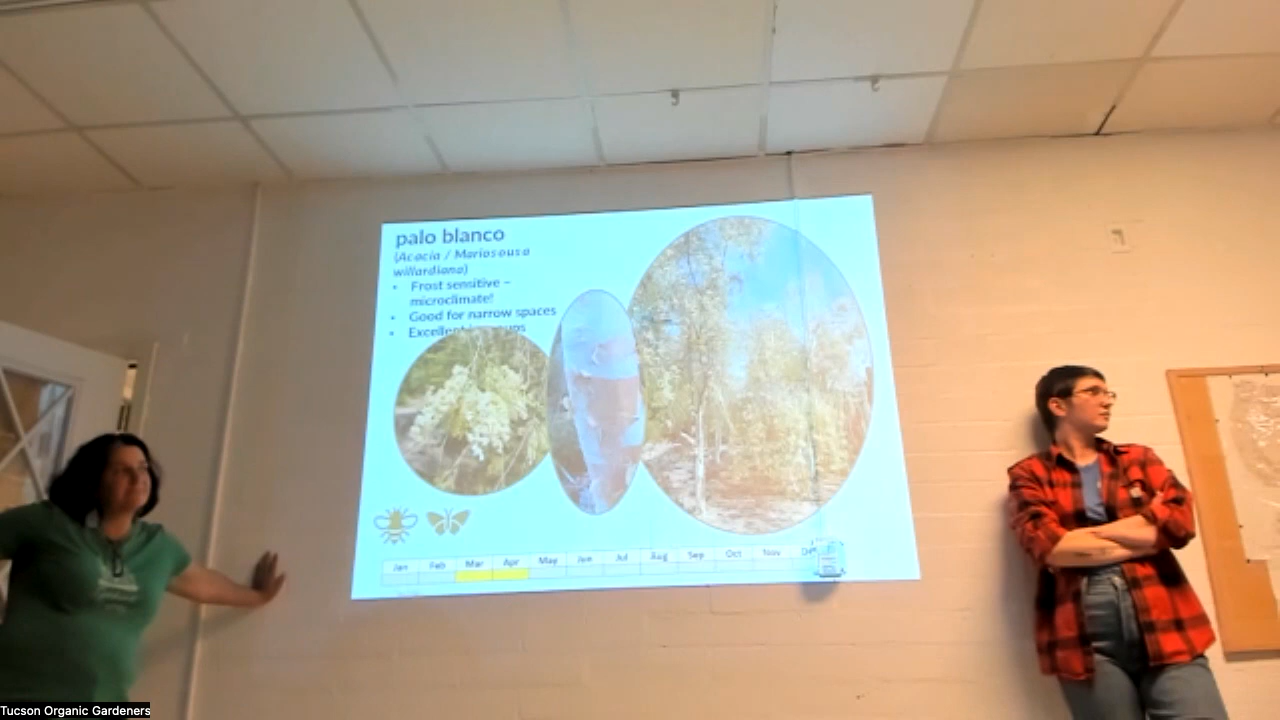 palo blanco
(Acacia / Mariosousa
willardiana)
• Frost sensitive –
microclimate!
• Good for narrow spaces
• Excellent
Jan Feb Mar Apr May Jun Jul Aug Sep Oct Nov
Tucson Organic Gardeners